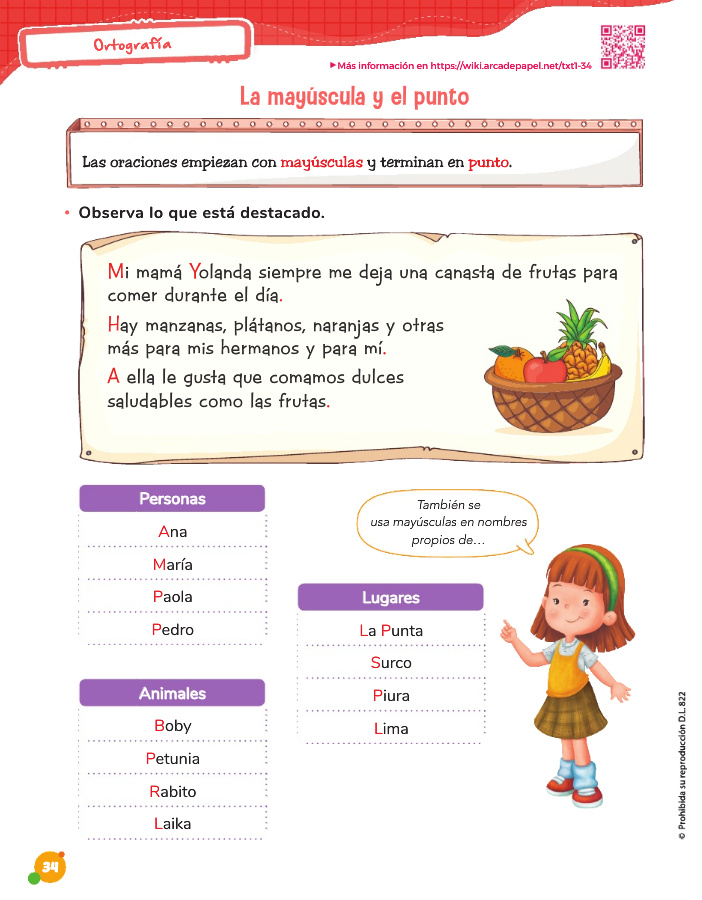 Ortografía
Más información en https://wiki.arcadepapel.net/txt1-34
La mayúscula y el punto
Las oraciones empiezan con mayúsculas y terminan en punto.
• Observa lo que está destacado.
Mi mamá Yolanda siempre me deja una canasta de frutas para
comer durante el día.
Hay manzanas, plátanos, naranjas y otras
más para mis hermanos y para mí.
A ella le gusta que comamos dulces
saludables como las frutas.
Personas
Ana
María
Paola
Pedro
También se
usa mayúsculas en nombres
propios de...
Lugares
La Punta
Surco
Piura
Lima
Animales
Boby
Petunia
Rabito
Laika
© Prohibida su reproducción D.L. 822
34